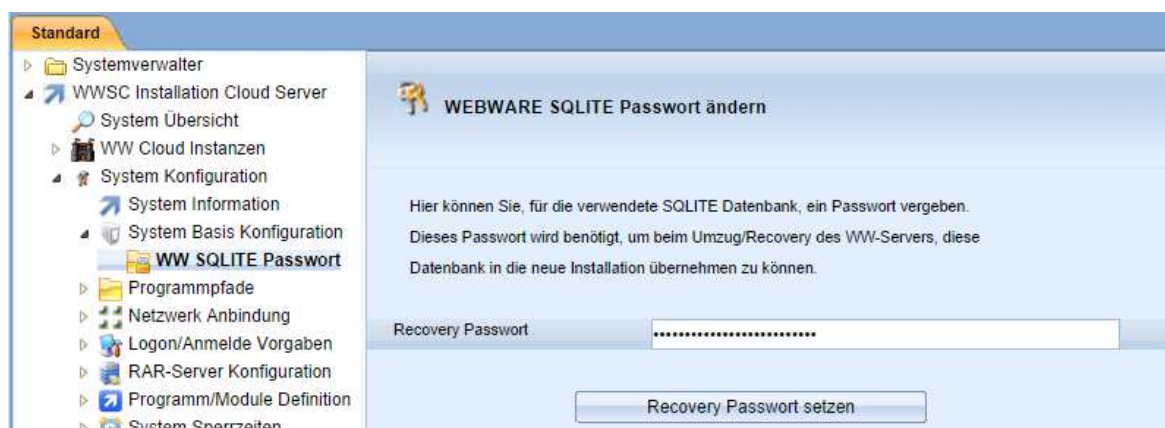 Standard
Systemverwalter
WWSC Installation Cloud Server
System Übersicht
WW Cloud Instanzen
System Konfiguration
System Information
System Basis Konfiguration
WW SQLITE Passwort
Programmpfade
Netzwerk Anbindung
Logon/Anmelde Vorgaben
RAR-Server Konfiguration
Programm/Module Definition
System Sperrzeiten
WEBWARE SQLITE Passwort ändern
Hier können Sie, für die verwendete SQLITE Datenbank, ein Passwort vergeben.
Dieses Passwort wird benötigt, um beim Umzug/Recovery des WW-Servers, diese
Datenbank in die neue Installation übernehmen zu können.
Recovery Passwort
Recovery Passwort setzen